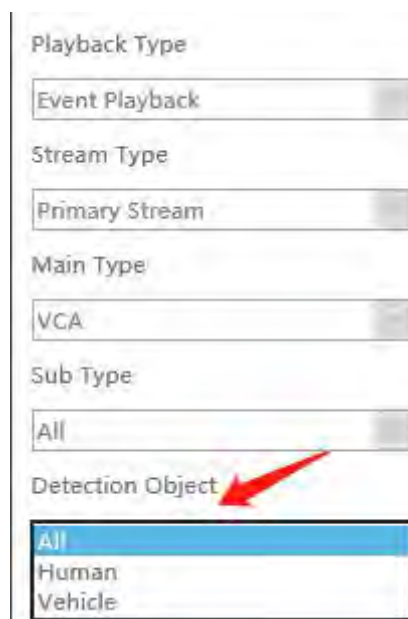 Playback Type
Event Playback
Stream Type
Primary Stream
Main Type
VCA
Sub Type
All
Detection Object
All
Human
Vehicle